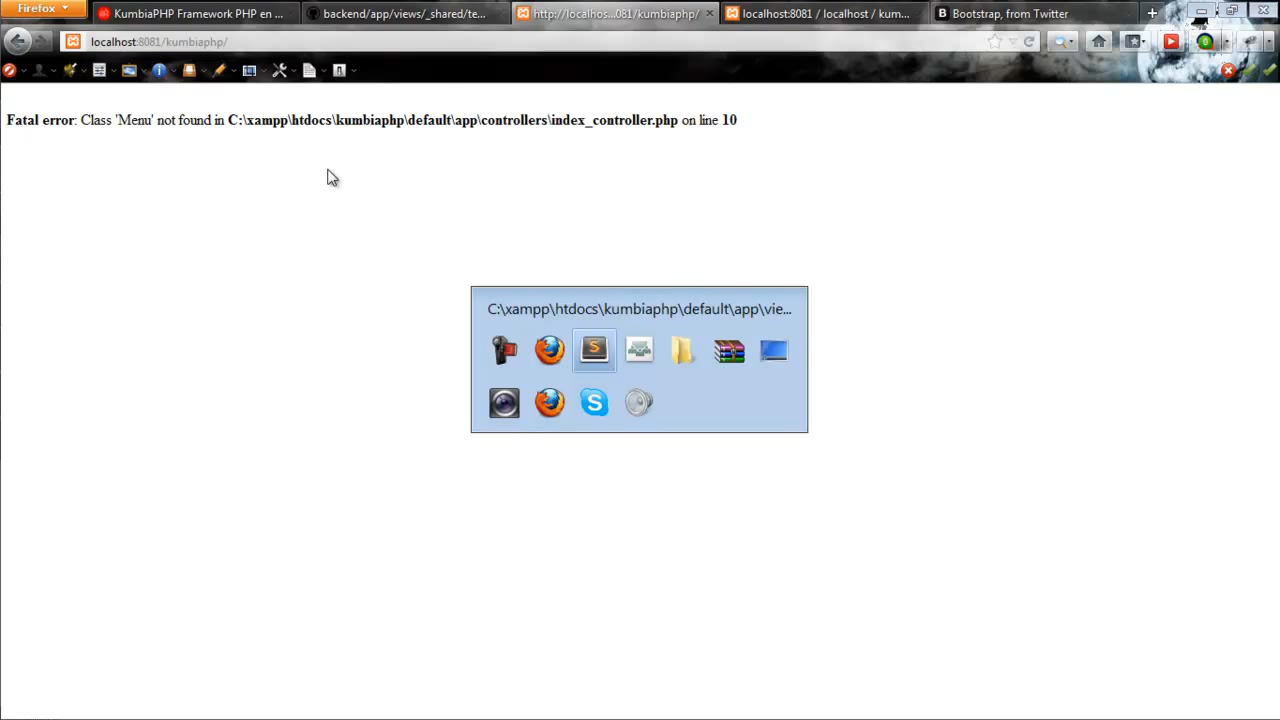 Firefox
KumbiaPHP Framework PHP en ...
backend/app/views/_shared/te...
http://localhos...081/kumbiaphp/
localhost:8081 / localhost / kum...
Bootstrap, from Twitter
localhost:8081/kumbiaphp/
Fatal error: Class 'Menu' not found in C:\xampp\htdocs\kumbiaphp\default\app\controllers\index_controller.php on line 10
C:\xampp\htdocs\kumbiaphp\default\app\vie...